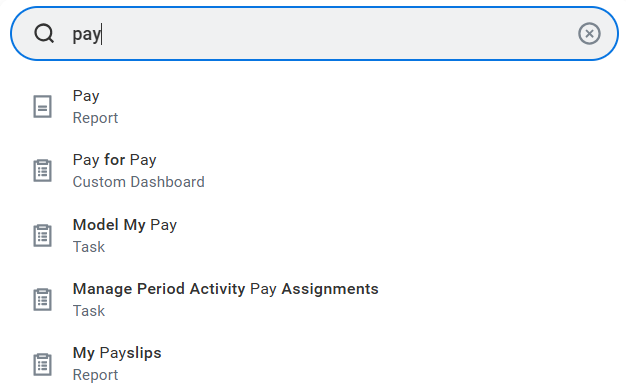 pay
Pay
Report
Pay for Pay
Custom Dashboard
Model My Pay
Task
Manage Period Activity Pay Assignments
Task
My Payslips
Report